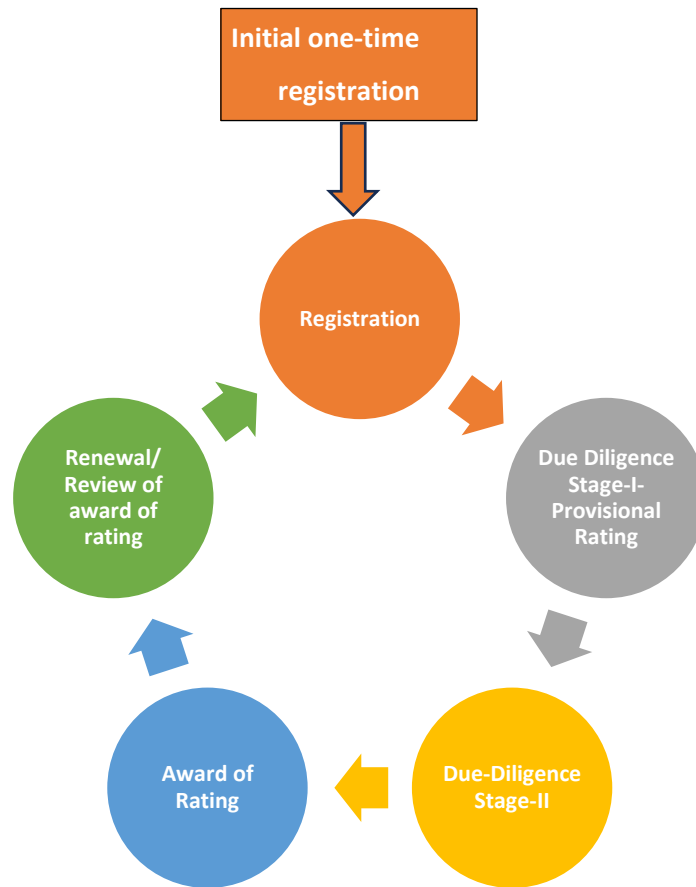 Initial one-time
registration
Registration
Due Diligence
Stage-I-
Provisional
Rating
Due-Diligence
Stage-II
Award of
Rating
Renewal/
Review of
award of
rating